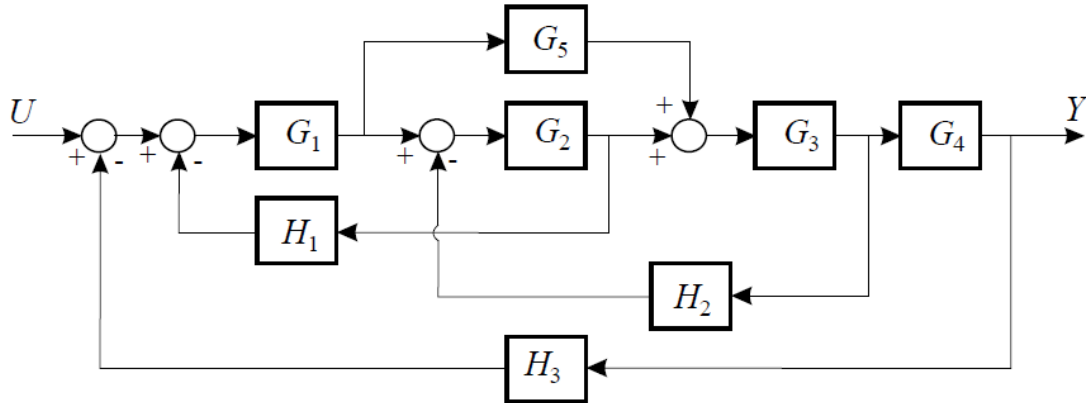 G₅
U
+
-
+
-
G₁
+
-
G₂
+
+
G₃
G₄
Y
H₁
H₂
H₃